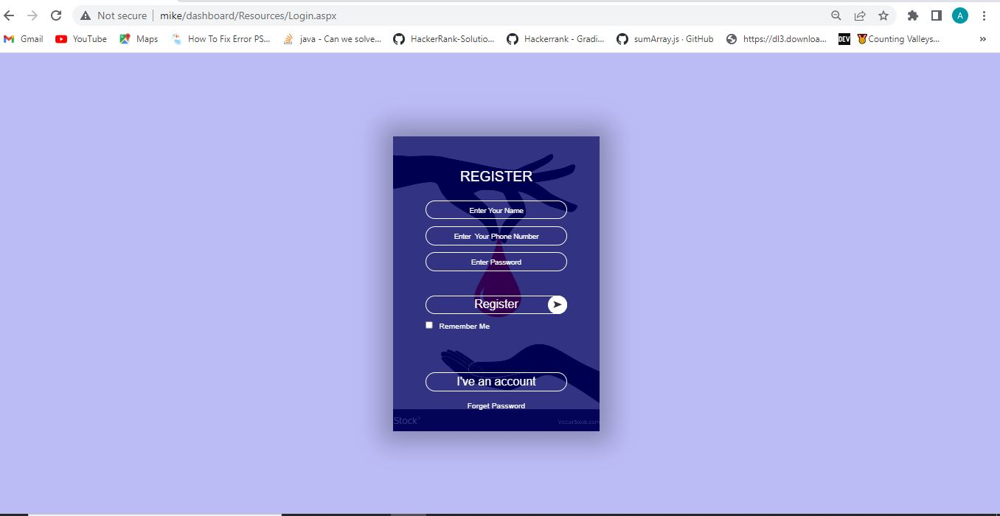 Not secure | mike/dashboard/Resources/Login.aspx
A
Gmail YouTube Maps How To Fix Error PS... java - Can we solve... HackerRank-Solutio... Hackerrank - Gradi... sumArray.js · GitHub https://dl3.downloa... DEV Counting Valleys... »
REGISTER
Enter Your Name
Enter Your Phone Number
Enter Password
Register
Remember Me
I've an account
Forget Password
Stock®
VectorStock.com